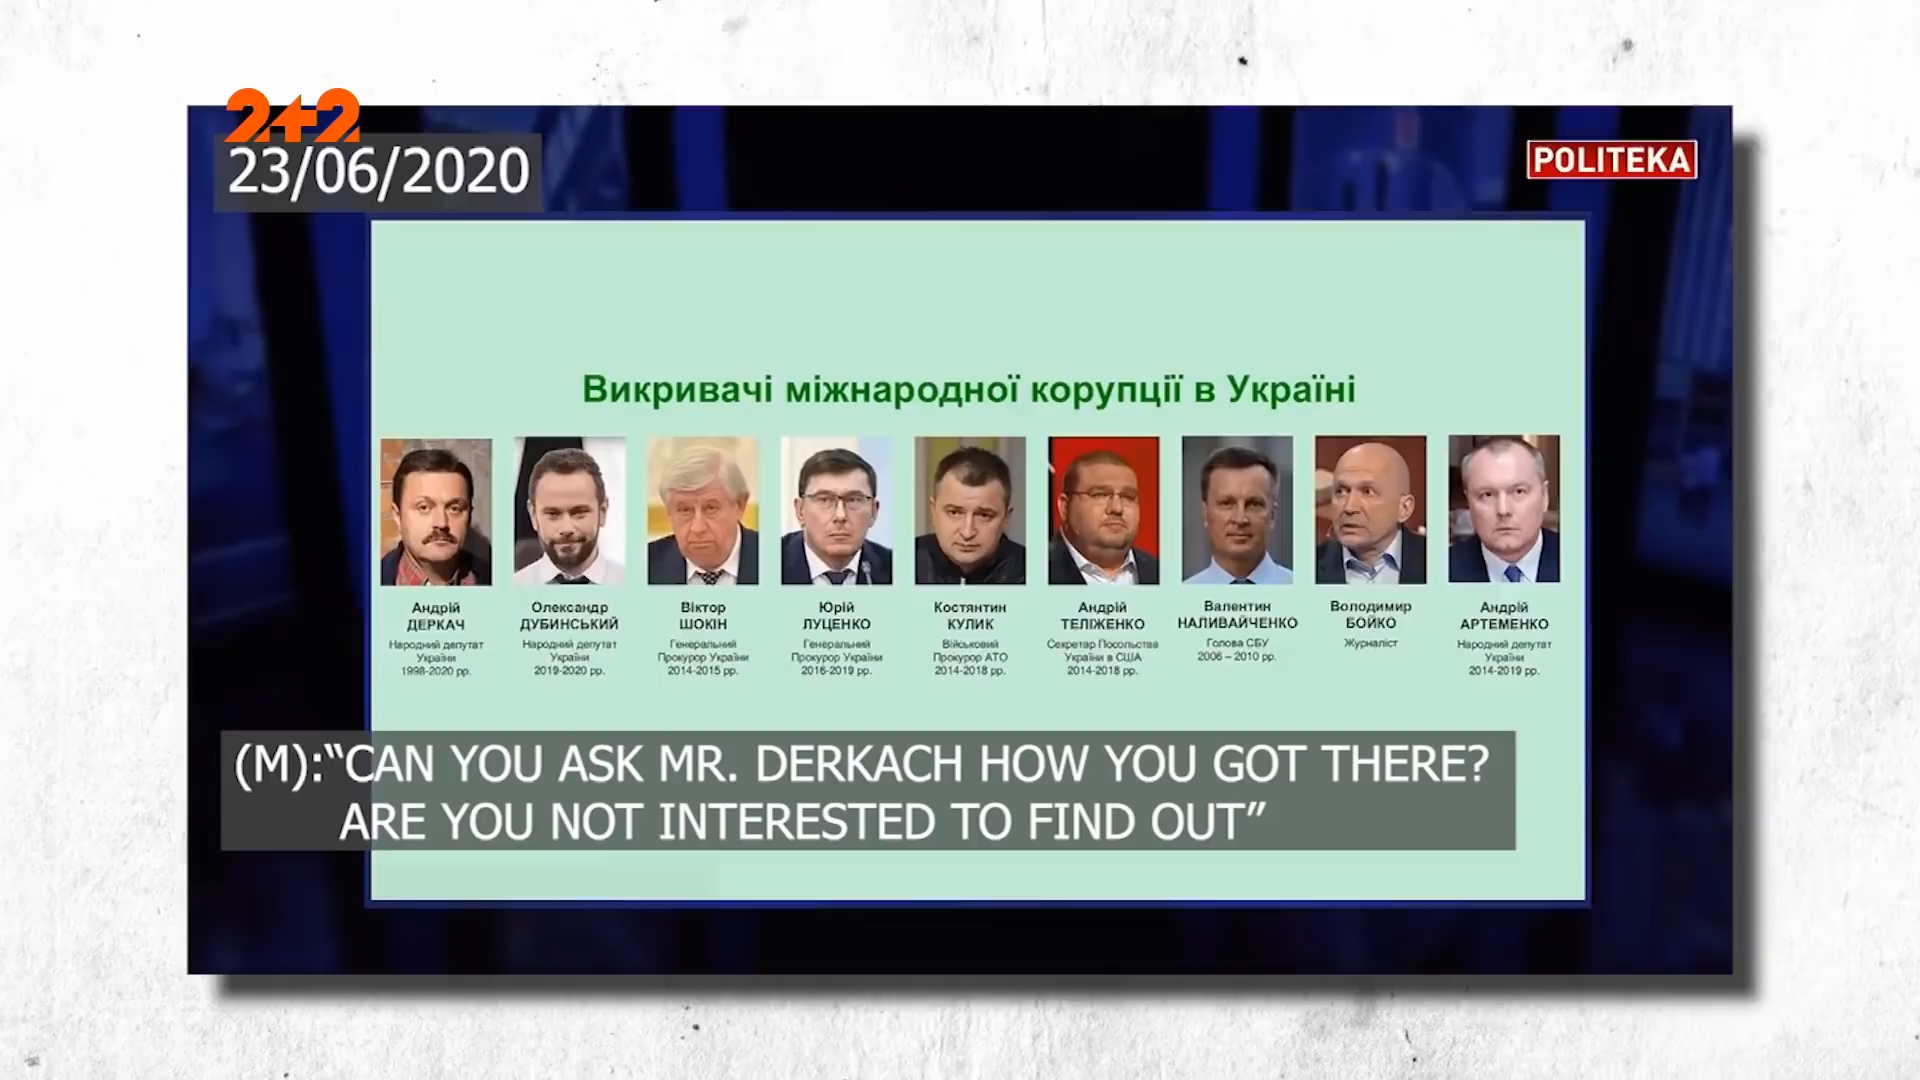 2+2
23/06/2020
POLITEKA
Викривачі міжнародної корупції в Україні
Андрій
ДЕРКАЧ
Народний депутат
України
1998-2020 рр.
Олександр
ДУБИНСЬКИЙ
Народний депутат
України
2019-2020 рр.
Віктор
ШОКІН
Генеральний
Прокурор України
2014-2015 рр.
Юрій
ЛУЦЕНКО
Генеральний
Прокурор України
2016-2019 рр.
Костянтин
КУЛИК
Військовий
Прокурор АТО
2014-2018 рр.
Андрій
ТЕЛІЖЕНКО
Секретар Посольства
України в США
2014-2018 рр.
Валентин
НАЛИВАЙЧЕНКО
Голова СБУ
2006 – 2010 рр.
Володимир
БОЙКО
Журналіст
Андрій
АРТЕМЕНКО
Народний депутат
України
2014-2019 рр.
(M):“CAN YOU ASK MR. DERKACH HOW YOU GOT THERE?
ARE YOU NOT INTERESTED TO FIND OUT”